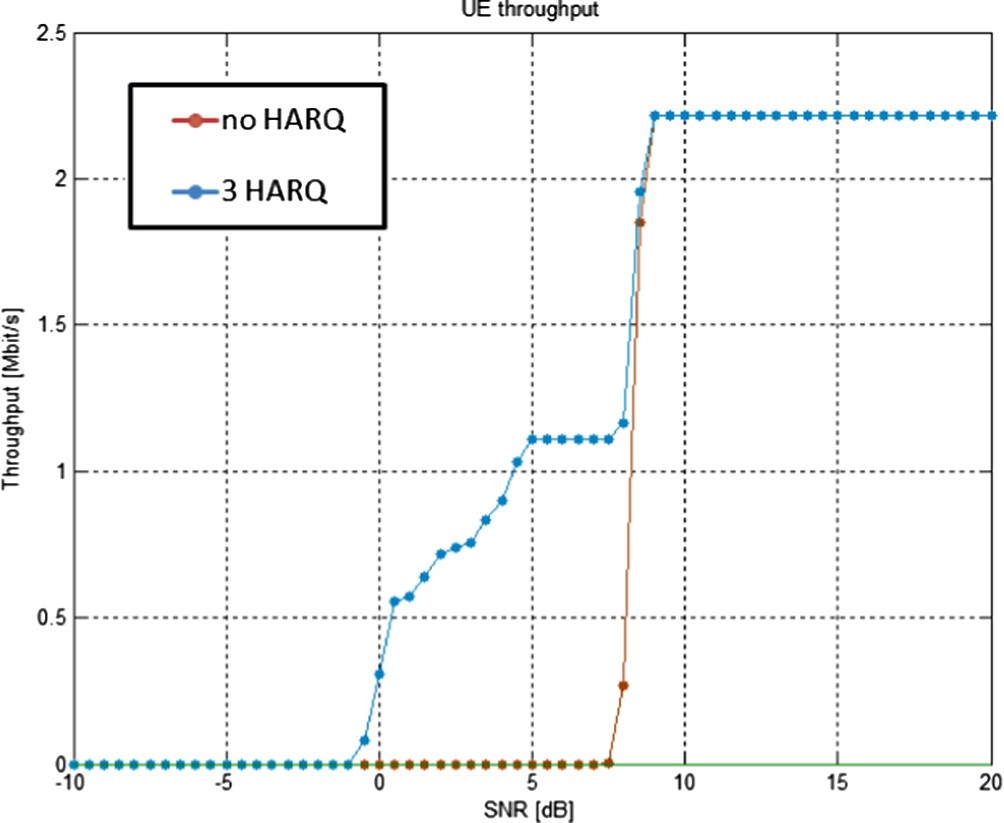 UE throughput
2.5
2
1.5
1
0.5
0
Throughput [Mbit/s]
no HARQ
3 HARQ
-10 -5 0 5 10 15 20
SNR [dB]